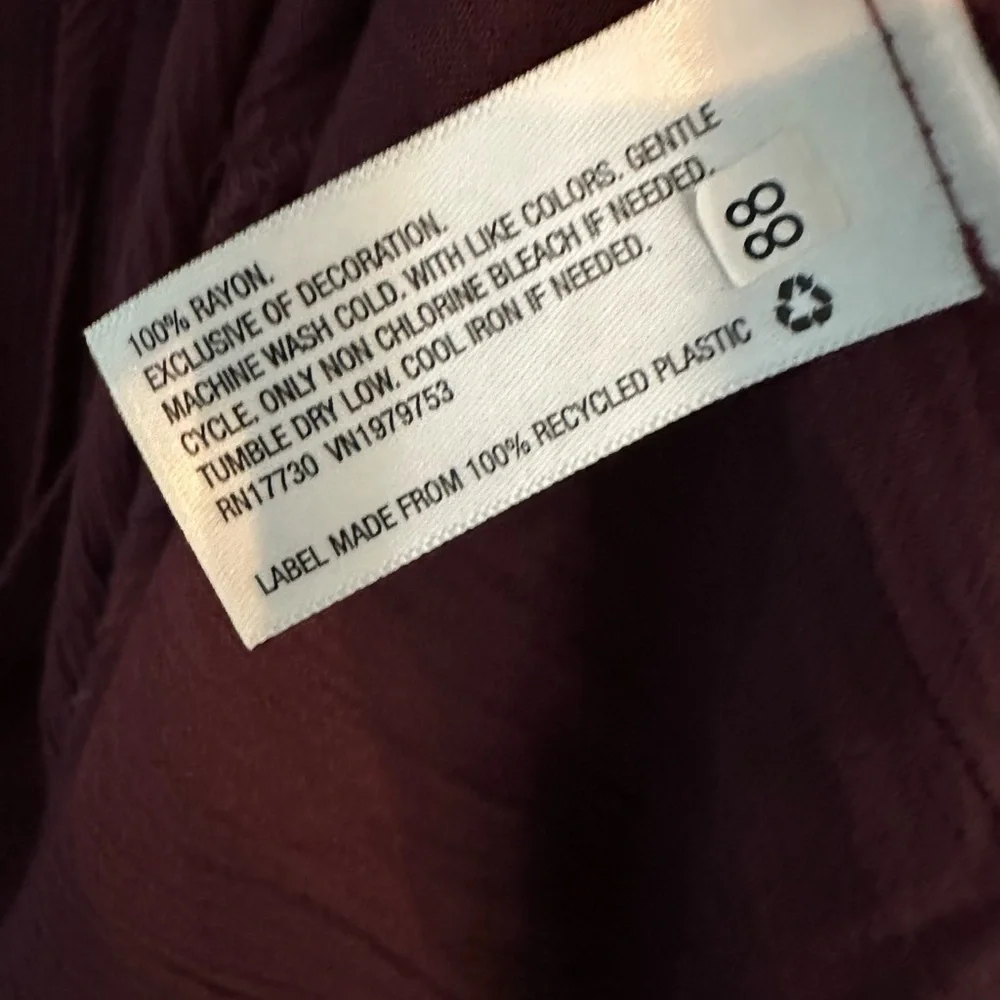 100% RAYON.
EXCLUSIVE OF DECORATION.
MACHINE WASH COLD. WITH LIKE COLORS. GENTLE
CYCLE. ONLY NON CHLORINE BLEACH IF NEEDED.
TUMBLE DRY LOW. COOL IRON IF NEEDED.
RN17730 VN1979753
LABEL MADE FROM 100% RECYCLED PLASTIC
88